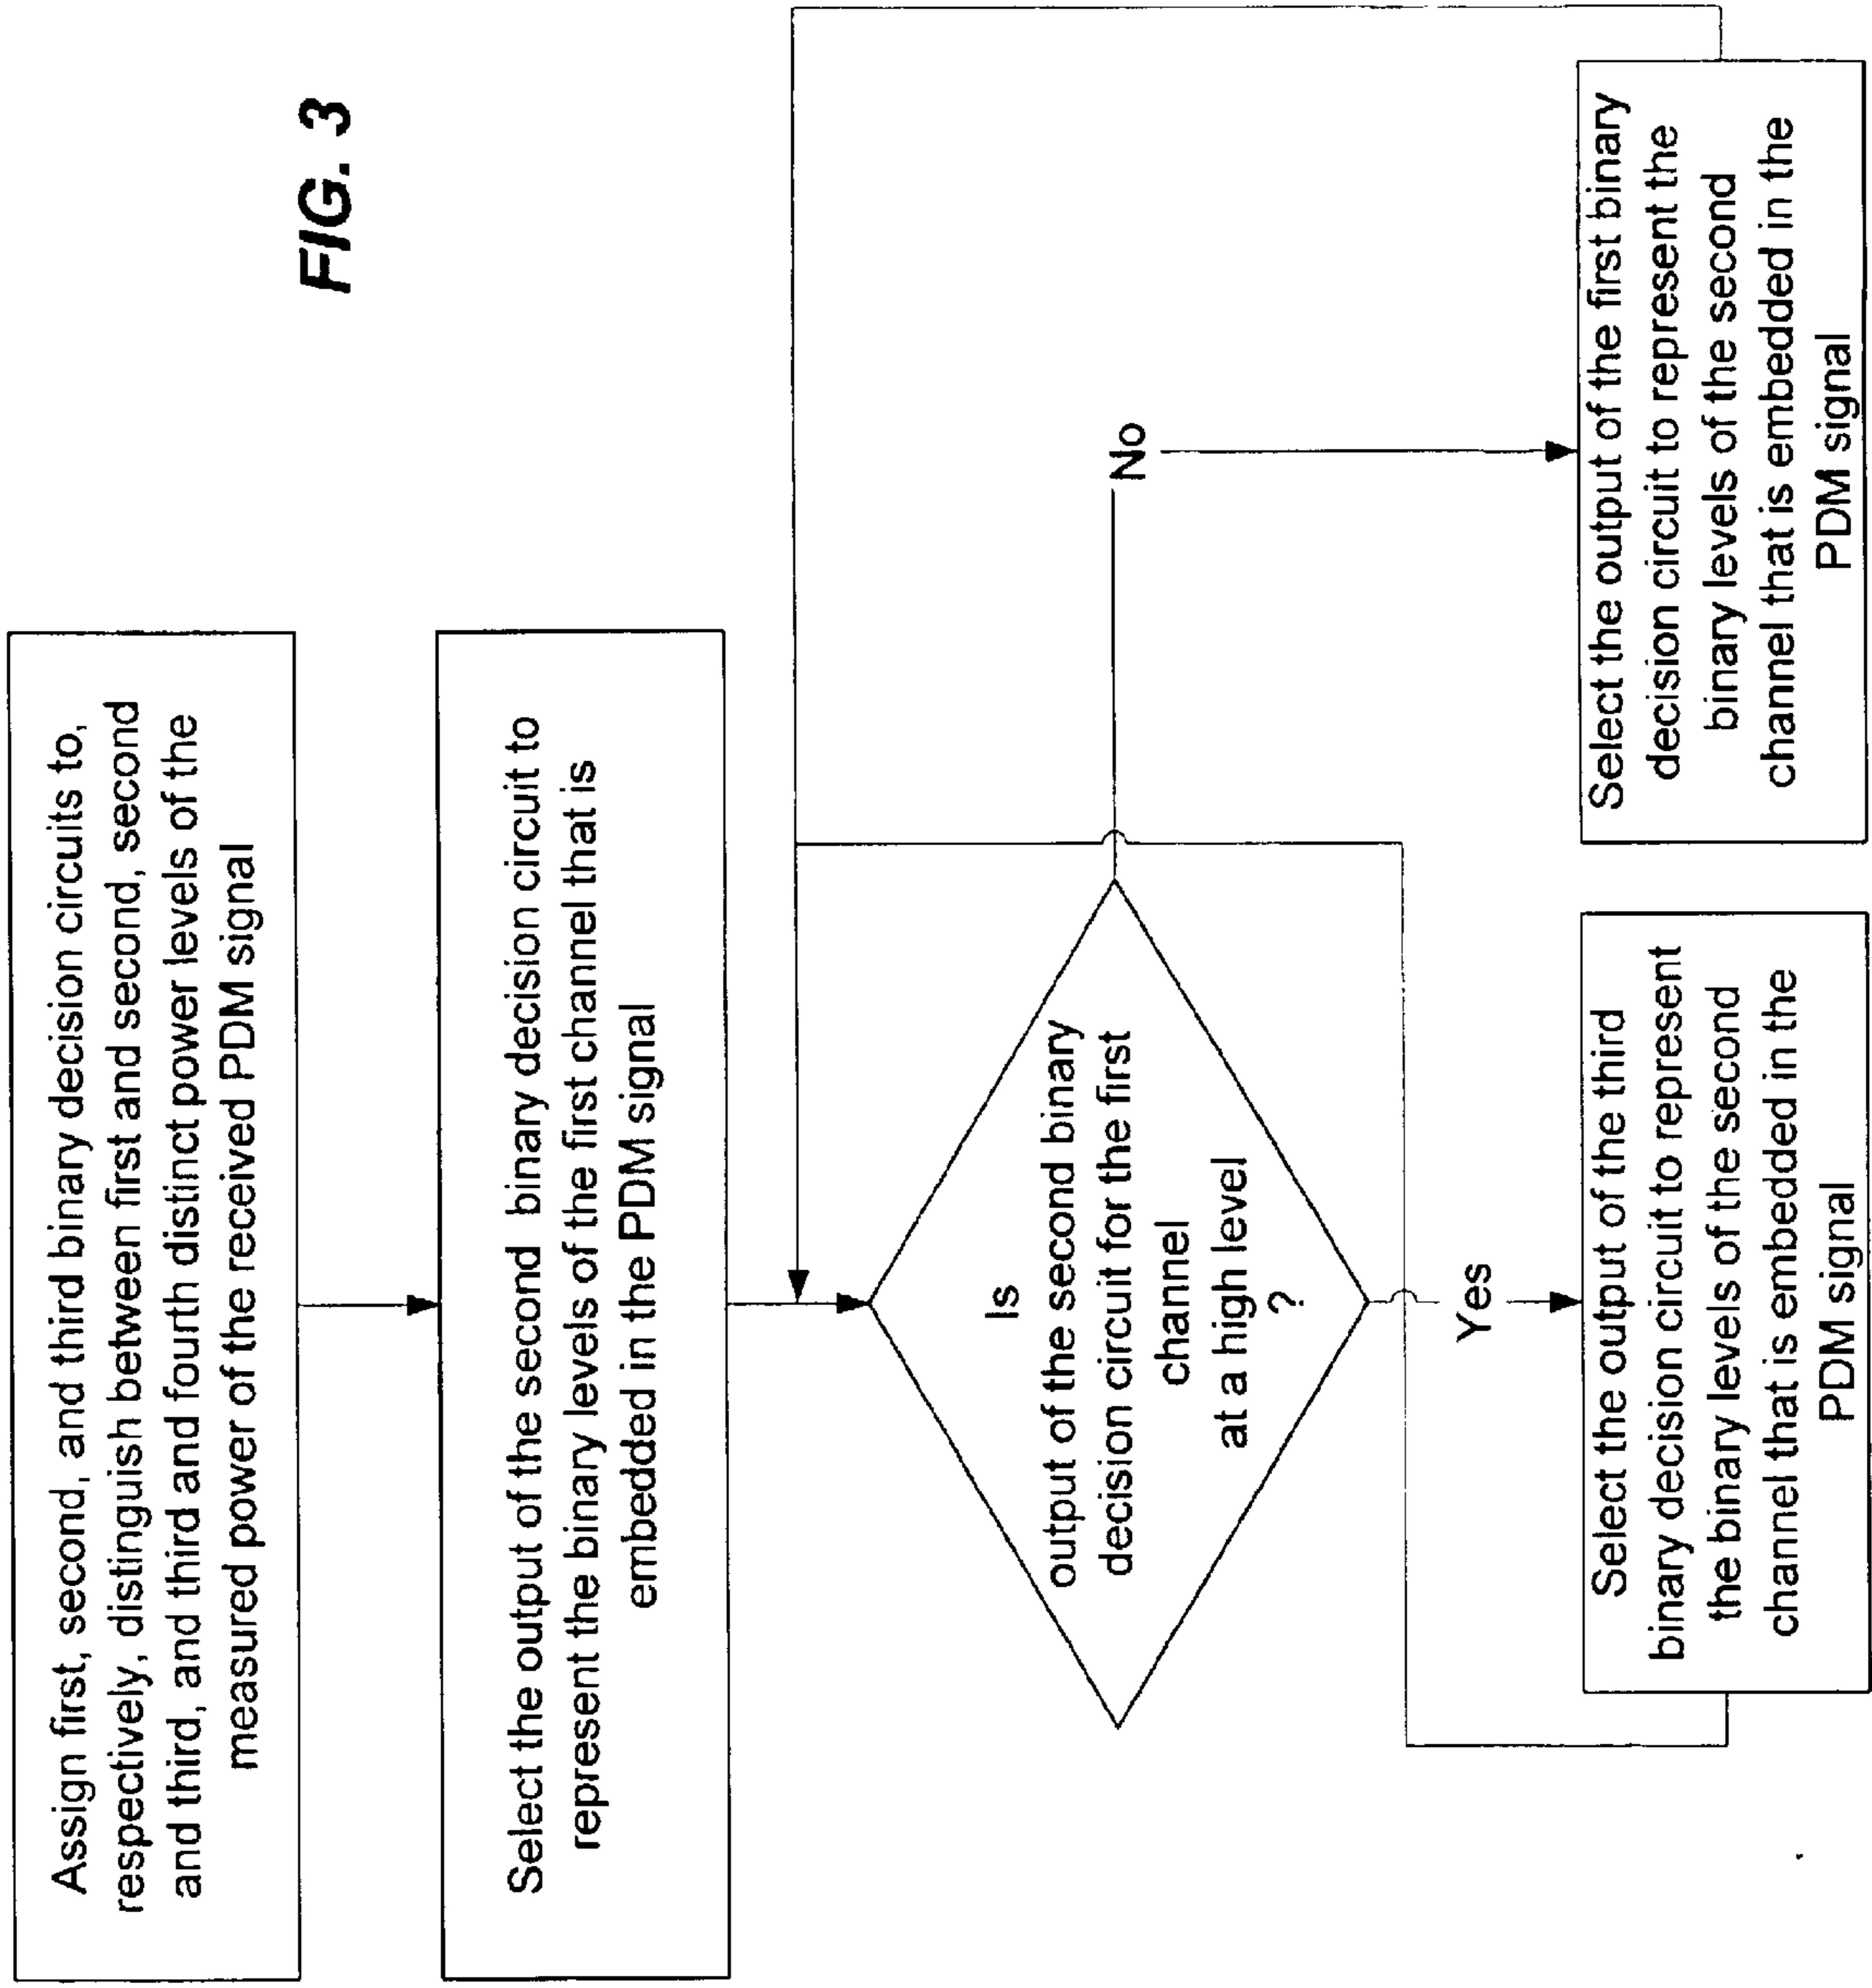 FIG. 3
Assign first, second, and third binary decision circuits to,
respectively, distinguish between first and second, second
and third, and third and fourth distinct power levels of the
measured power of the received PDM signal
Select the output of the second binary decision circuit to
represent the binary levels of the first channel that is
embedded in the PDM signal
Is
output of the second binary
decision circuit for the first
channel
at a high level
?
No
Yes
Select the output of the third
binary decision circuit to represent
the binary levels of the second
channel that is embedded in the
PDM signal
Select the output of the first binary
decision circuit to represent the
binary levels of the second
channel that is embedded in the
PDM signal